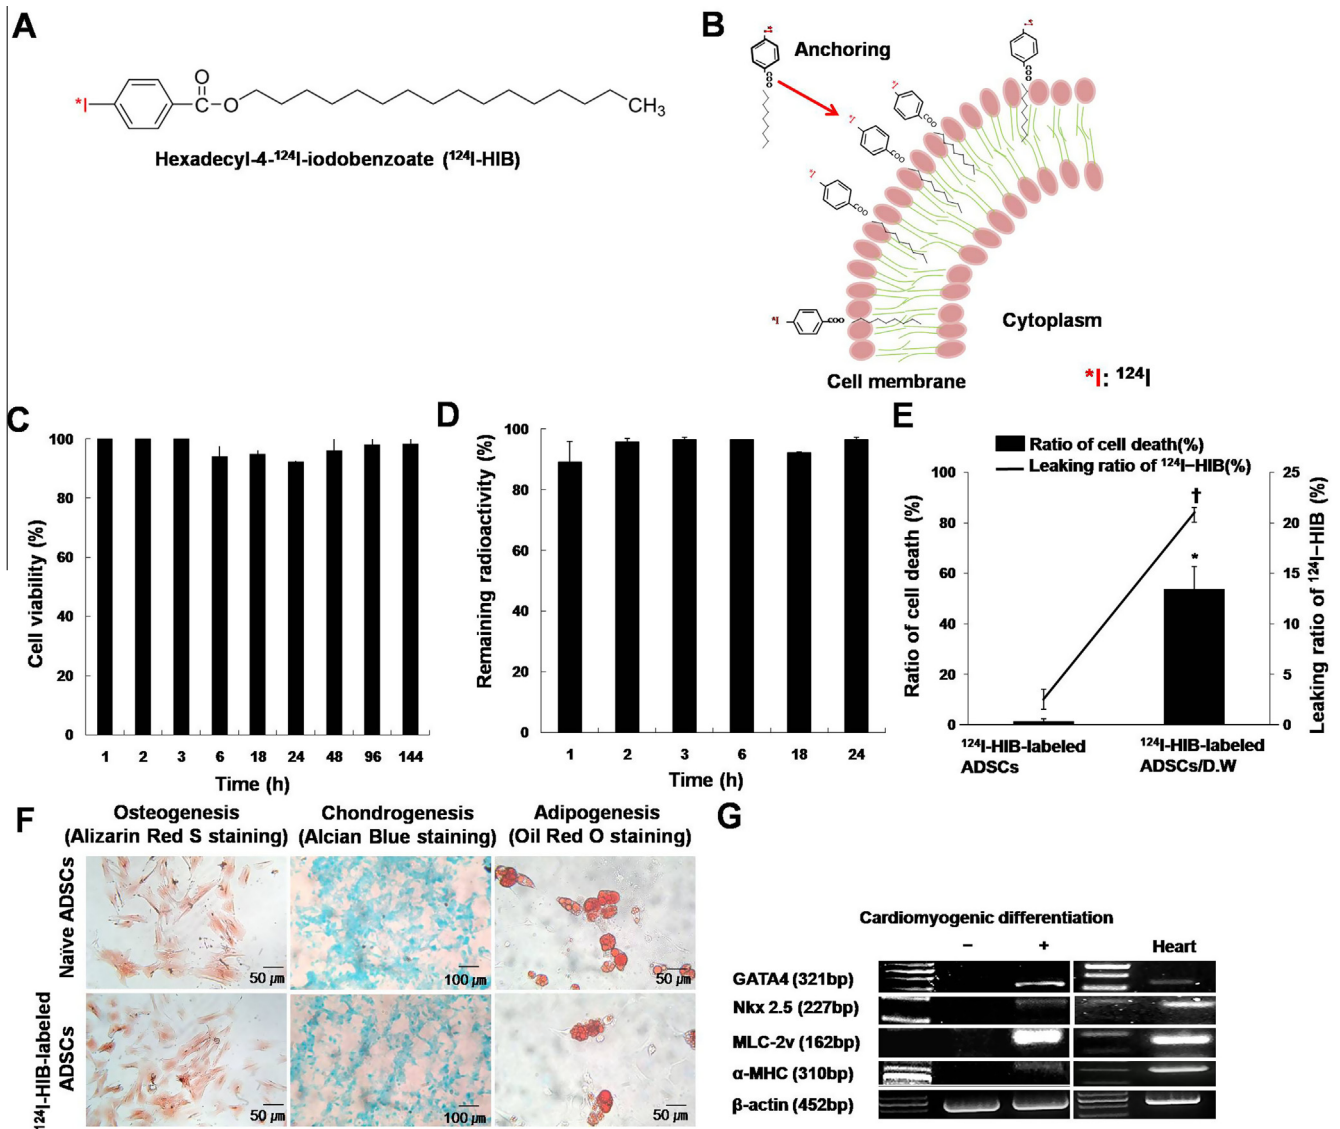 A
*I
O
O
CH3
Hexadecyl-4-124I-iodobenzoate (124I-HIB)
B
*I
COO
Anchoring
*I
COO
*I
COO
*I
COO
*I
COO
*I
COO
Cytoplasm
Cell membrane
*I: 124I
C
Cell viability (%)
100
80
60
40
20
0
1 2 3 6 18 24 48 96 144
Time (h)
D
Remaining radioactivity (%)
100
80
60
40
20
0
1 2 3 6 18 24
Time (h)
E
Ratio of cell death(%)
Leaking ratio of 124I–HIB(%)
Ratio of cell death (%)
100
80
60
40
20
0
†
*
25
20
15
10
5
0
Leaking ratio of 124I–HIB (%)
124I-HIB-labeled
ADSCs
124I-HIB-labeled
ADSCs/D.W
F
Osteogenesis
(Alizarin Red S staining)
Chondrogenesis
(Alcian Blue staining)
Adipogenesis
(Oil Red O staining)
Naïve ADSCs
50 μm
100 μm
50 μm
124I-HIB-labeled
ADSCs
50 μm
100 μm
50 μm
G
Cardiomyogenic differentiation
− + Heart
GATA4 (321bp)
Nkx 2.5 (227bp)
MLC-2v (162bp)
α-MHC (310bp)
β-actin (452bp)